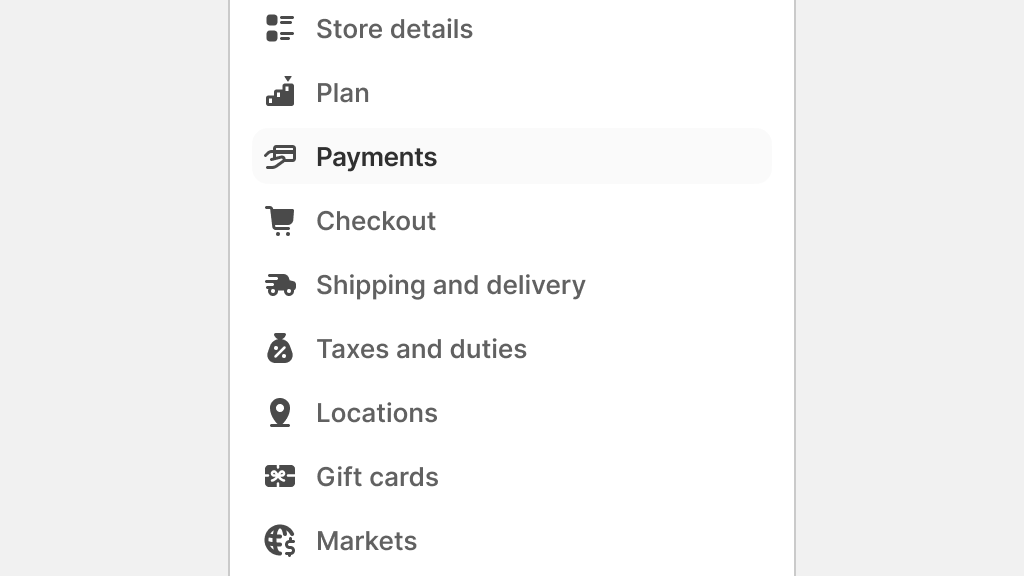 Store details
Plan
Payments
Checkout
Shipping and delivery
Taxes and duties
Locations
Gift cards
Markets